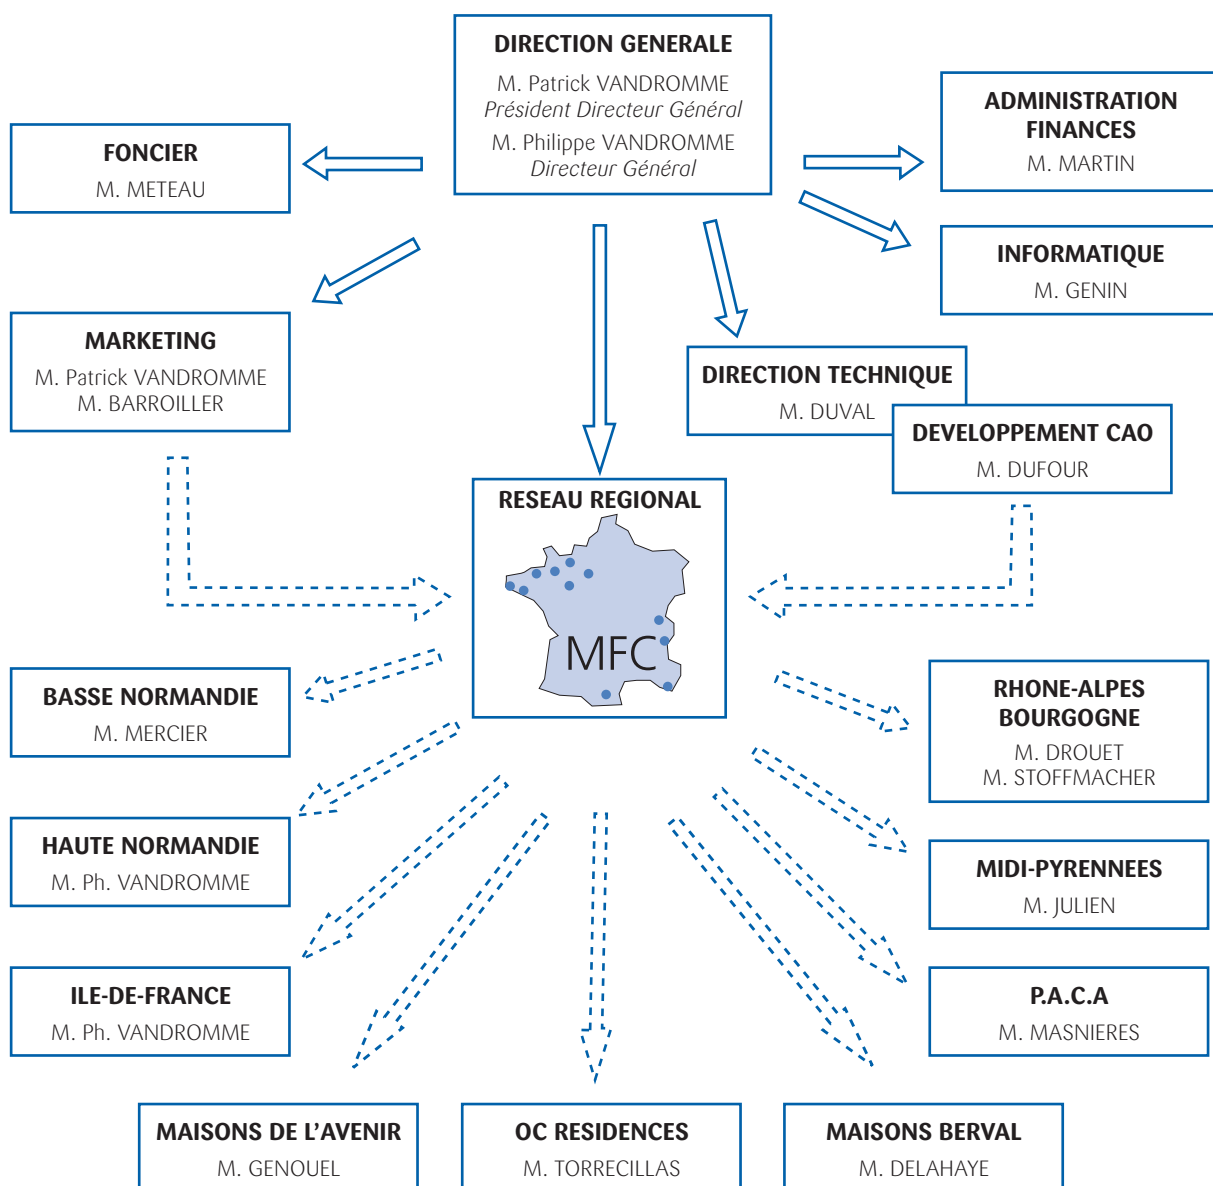 DIRECTION GENERALE
M. Patrick VANDROMME
Président Directeur Général
M. Philippe VANDROMME
Directeur Général
FONCIER
M. METEAU
ADMINISTRATION
FINANCES
M. MARTIN
INFORMATIQUE
M. GENIN
MARKETING
M. Patrick VANDROMME
M. BARROILLER
DIRECTION TECHNIQUE
M. DUVAL
DEVELOPPEMENT CAO
M. DUFOUR
RESEAU REGIONAL
MFC
BASSE NORMANDIE
M. MERCIER
HAUTE NORMANDIE
M. Ph. VANDROMME
ILE-DE-FRANCE
M. Ph. VANDROMME
RHONE-ALPES
BOURGOGNE
M. DROUET
M. STOFFMACHER
MIDI-PYRENNEES
M. JULIEN
P.A.C.A
M. MASNIERES
MAISONS DE L’AVENIR
M. GENOUEL
OC RESIDENCES
M. TORRECILLAS
MAISONS BERVAL
M. DELAHAYE